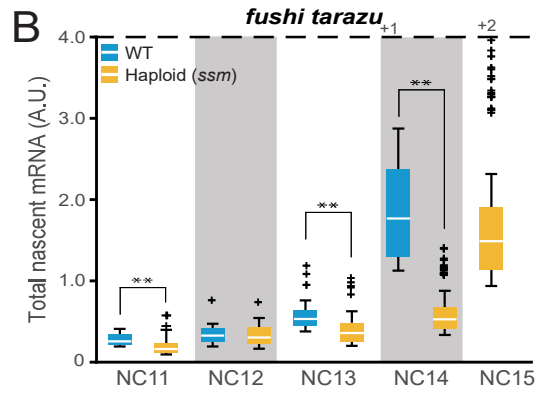 B
fushi tarazu
+1
+2
WT
Haploid (ssm)
Total nascent mRNA (A.U.)
4.0
3.0
2.0
1.0
0
**
**
**
NC11
NC12
NC13
NC14
NC15